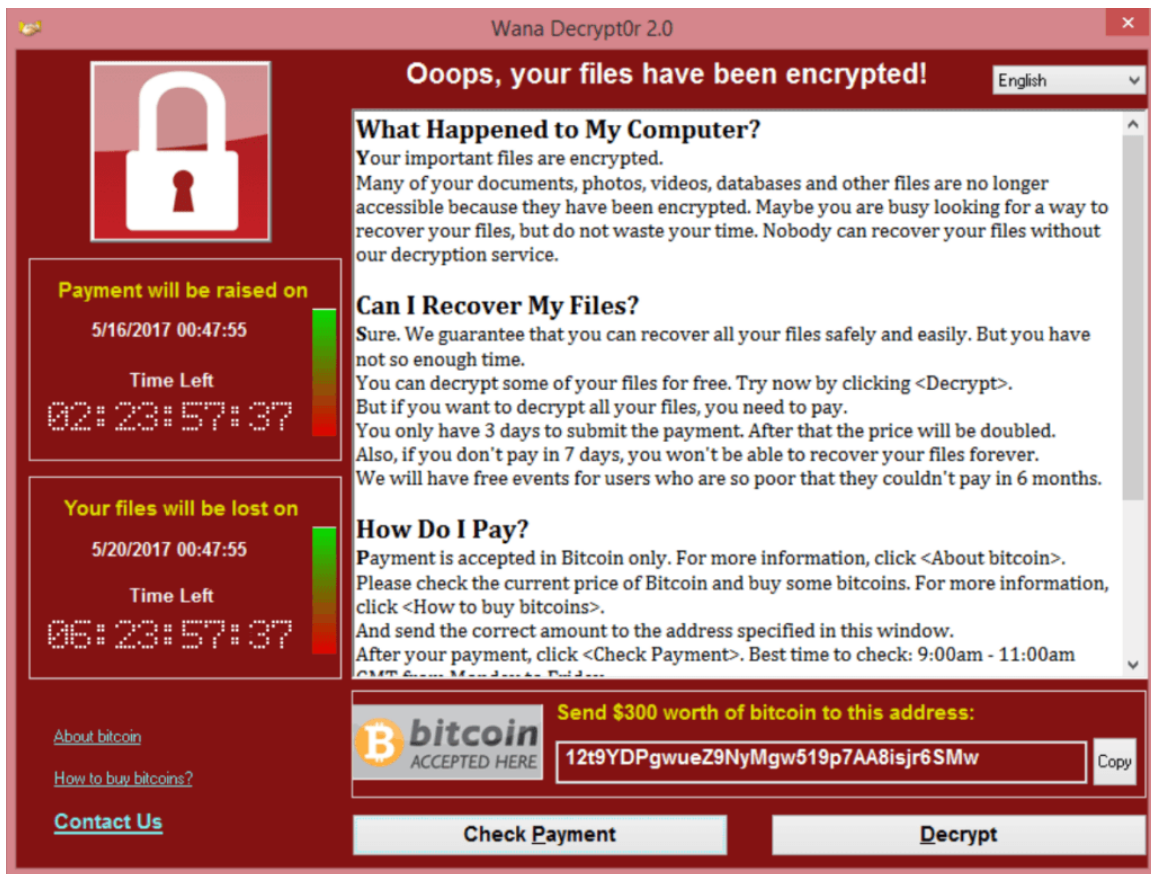 Wana Decrypt0r 2.0
Ooops, your files have been encrypted!
English
What Happened to My Computer?
Your important files are encrypted.
Many of your documents, photos, videos, databases and other files are no longer
accessible because they have been encrypted. Maybe you are busy looking for a way to
recover your files, but do not waste your time. Nobody can recover your files without
our decryption service.
Can I Recover My Files?
Sure. We guarantee that you can recover all your files safely and easily. But you have
not so enough time.
You can decrypt some of your files for free. Try now by clicking <Decrypt>.
But if you want to decrypt all your files, you need to pay.
You only have 3 days to submit the payment. After that the price will be doubled.
Also, if you don't pay in 7 days, you won't be able to recover your files forever.
We will have free events for users who are so poor that they couldn't pay in 6 months.
How Do I Pay?
Payment is accepted in Bitcoin only. For more information, click <About bitcoin>.
Please check the current price of Bitcoin and buy some bitcoins. For more information,
click <How to buy bitcoins>.
And send the correct amount to the address specified in this window.
After your payment, click <Check Payment>. Best time to check: 9:00am - 11:00am
GMT from Monday to Friday
Payment will be raised on
5/16/2017 00:47:55
Time Left
02:23:57:37
Your files will be lost on
5/20/2017 00:47:55
Time Left
06:23:57:37
About bitcoin
How to buy bitcoins?
Contact Us
bitcoin
ACCEPTED HERE
Send $300 worth of bitcoin to this address:
12t9YDPgwueZ9NyMgw519p7AA8isjr6SMw
Copy
Check Payment
Decrypt